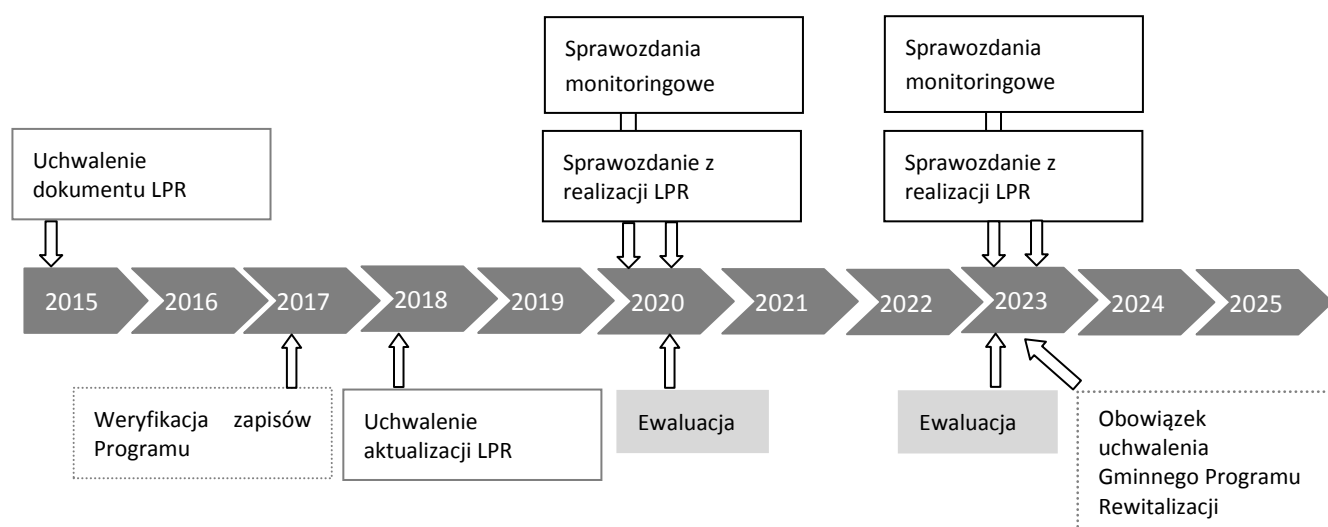 Sprawozdania
monitoringowe
Sprawozdania
monitoringowe
Uchwalenie
dokumentu LPR
Sprawozdanie z
realizacji LPR
Sprawozdanie z
realizacji LPR
2015
2016
2017
2018
2019
2020
2021
2022
2023
2024
2025
Weryfikacja zapisów
Programu
Uchwalenie
aktualizacji LPR
Ewaluacja
Ewaluacja
Obowiązek
uchwalenia
Gminnego Programu
Rewitalizacji